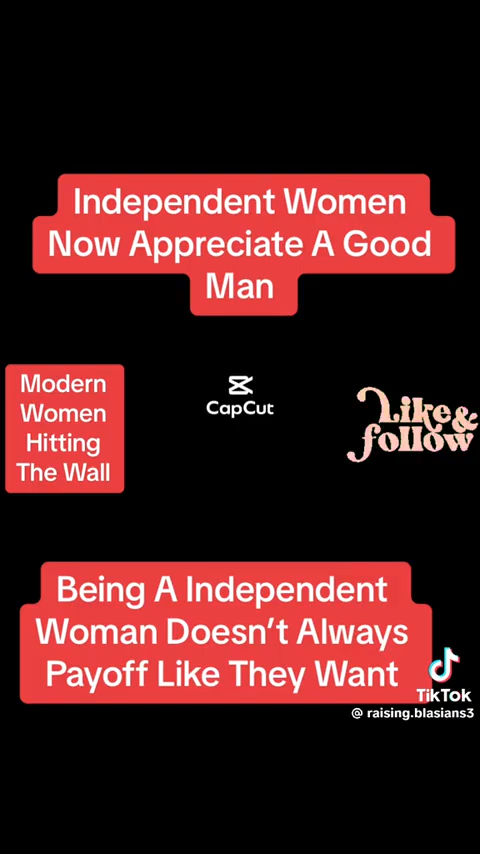 Independent Women
Now Appreciate A Good
Man
Modern
Women
Hitting
The Wall
CapCut
Like &
follow
Being A Independent
Woman Doesn't Always
Payoff Like They Want
TikTok
@ raising.blasians3